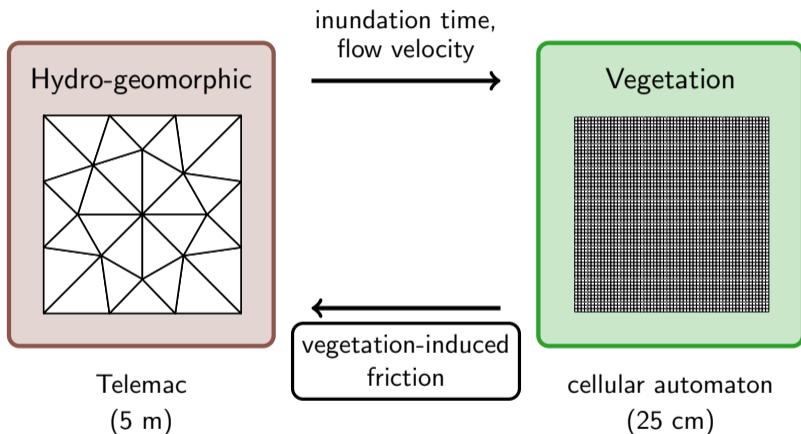 inundation time,
flow velocity
Hydro-geomorphic
Vegetation
vegetation-induced
friction
Telemac
(5 m)
cellular automaton
(25 cm)